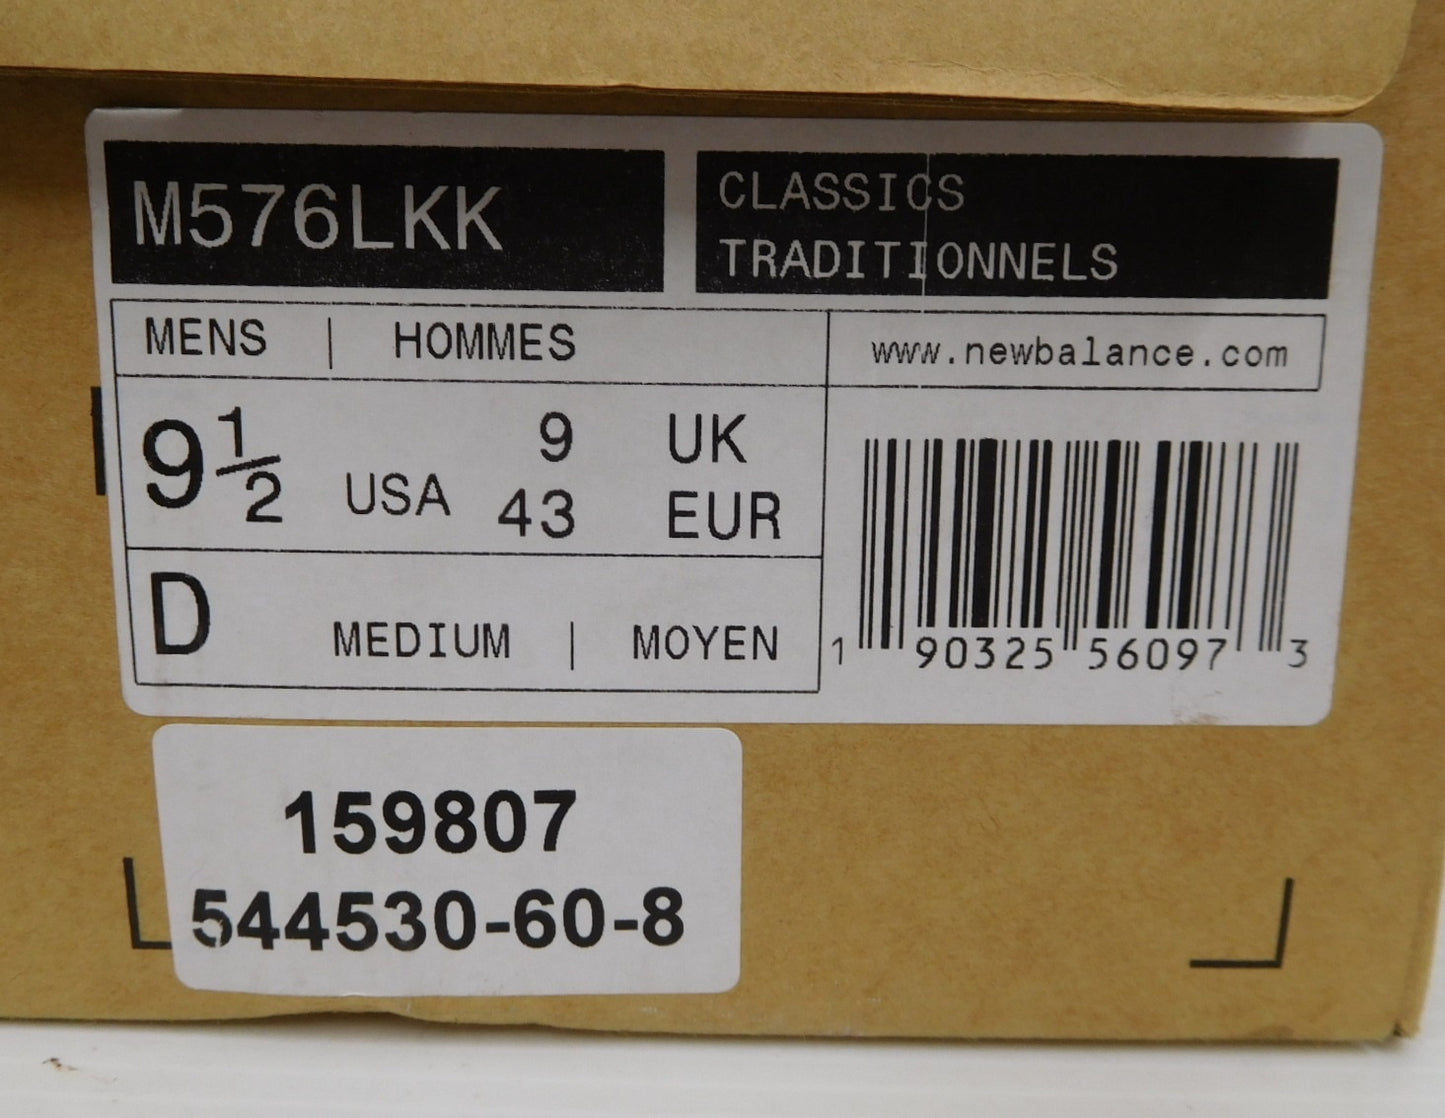 M576LKK
CLASSICS
TRADITIONNELS
MENS | HOMMES
www.newbalance.com
9 1/2 USA 9 UK
43 EUR
D MEDIUM | MOYEN
1 90325 56097 3
159807
544530-60-8